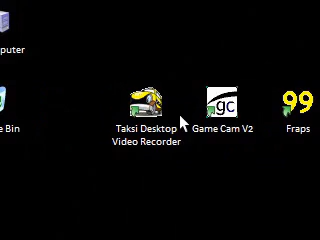 puter
gc
99
e Bin
Taksi Desktop
Video Recorder
Game Cam V2
Fraps